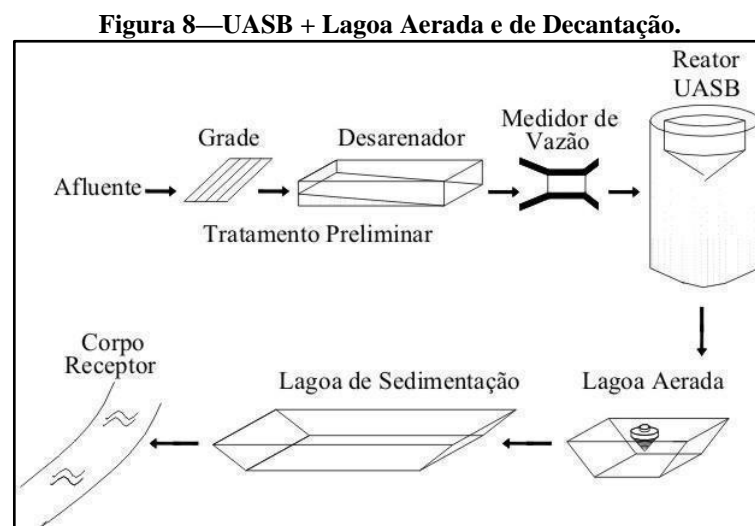 Figura 8—UASB + Lagoa Aerada e de Decantação.
Reator
UASB
Medidor de
Vazão
Grade
Desarenador
Afluente
Tratamento Preliminar
Corpo
Receptor
Lagoa de Sedimentação
Lagoa Aerada